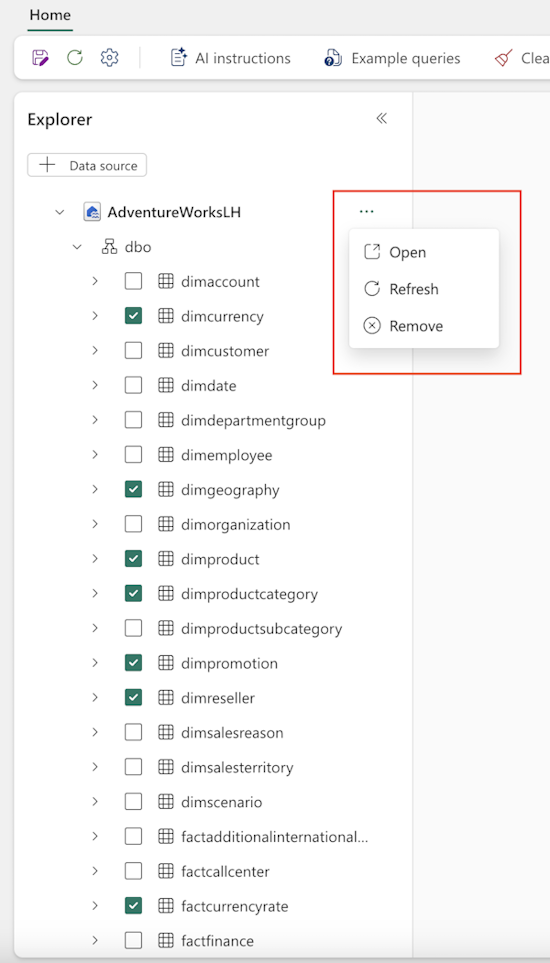 Home
AI instructions Example queries Clea
Explorer
Data source
AdventureWorksLH ...
dbo
Open
dimaccount
Refresh
dimcurrency
Remove
dimcustomer
dimdate
dimdepartmentgroup
dimemployee
dimgeography
dimorganization
dimproduct
dimproductcategory
dimproductsubcategory
dimpromotion
dimreseller
dimsalesreason
dimsalesterritory
dimscenario
factadditionalinternational...
factcallcenter
factcurrencyrate
factfinance